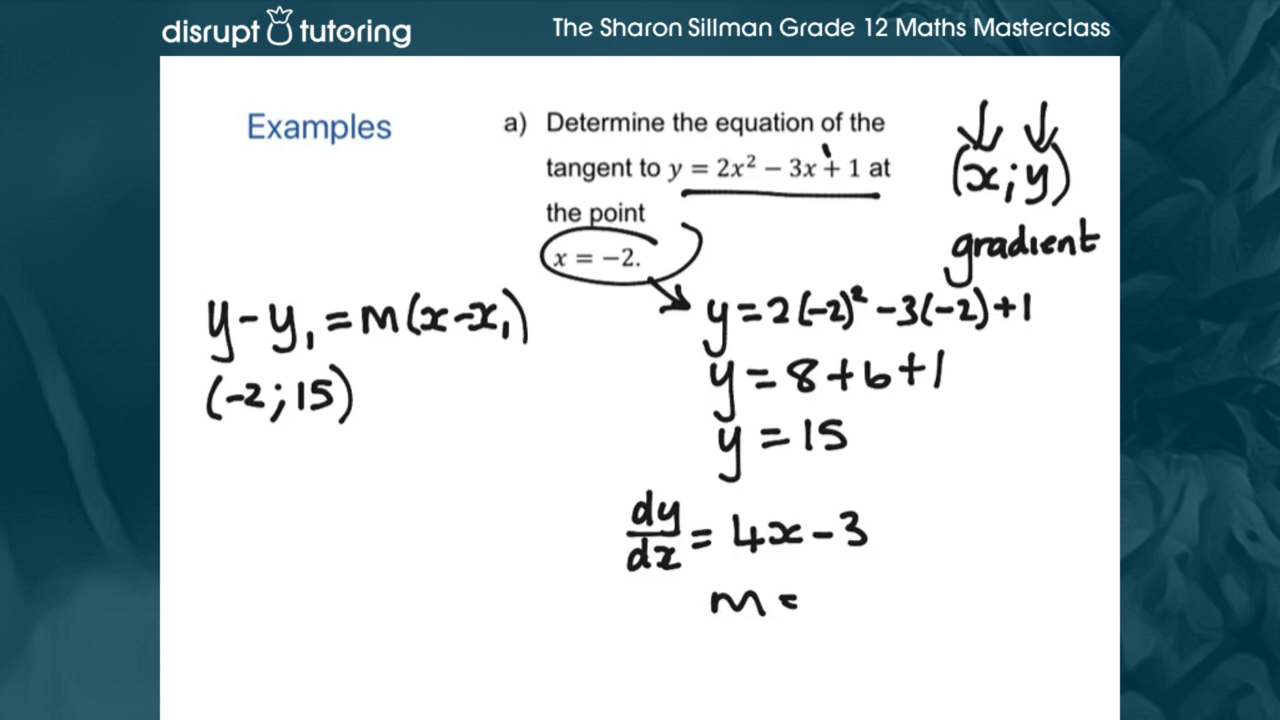 disrupt tutoring
The Sharon Sillman Grade 12 Maths Masterclass
Examples
a) Determine the equation of the
tangent to y = 2x² − 3x + 1 at
the point
x = −2.
(x; y)
gradient
y − y₁ = m(x − x₁)
(-2; 15)
y = 2(-2)² − 3(-2) + 1
y = 8 + 6 + 1
y = 15
dy/dx = 4x − 3
m =